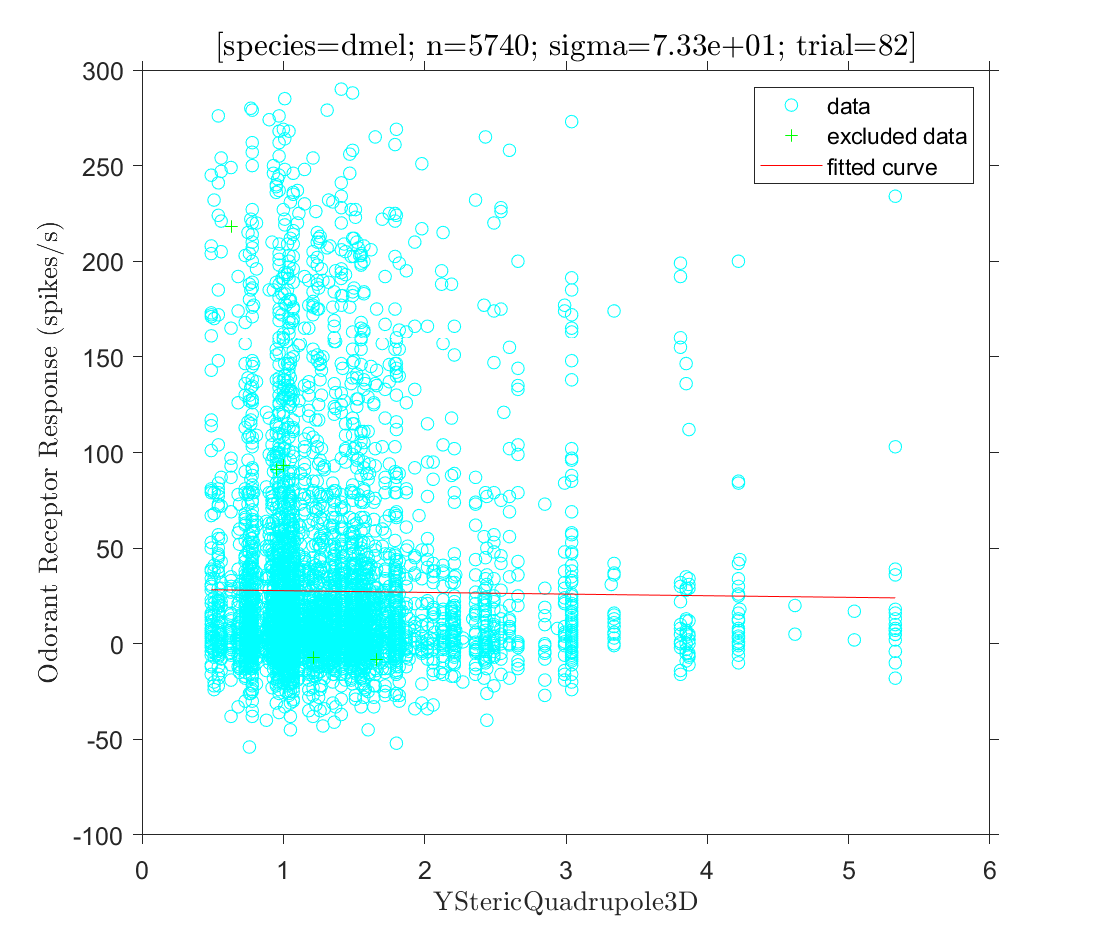 [species=dmel; n=5740; sigma=7.33e+01; trial=82]
300
250
200
150
100
50
0
-50
-100
Odorant Receptor Response (spikes/s)
data
excluded data
fitted curve
0 1 2 3 4 5 6
YStericQuadrupole3D